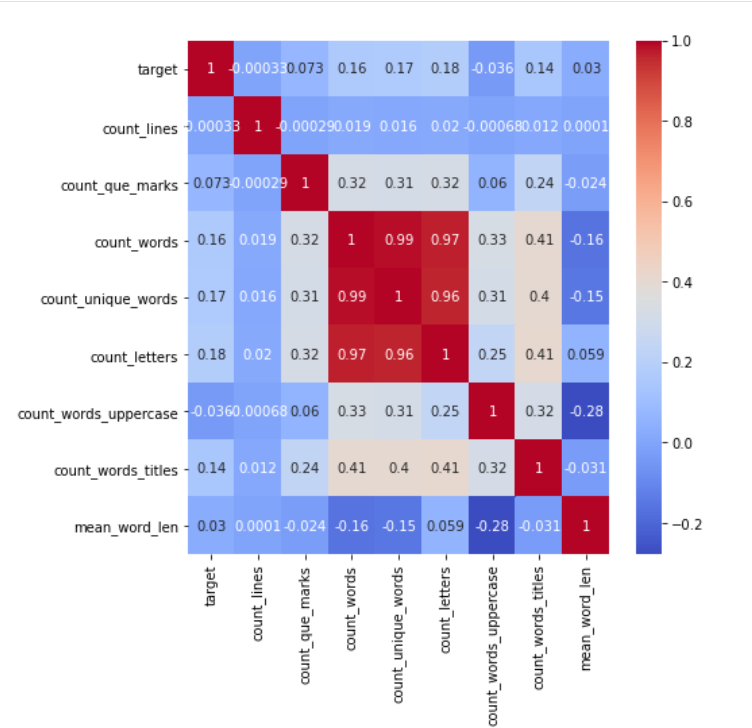 target 1 -0.00033 0.073 0.16 0.17 0.18 -0.036 0.14 0.03
count_lines 0.00033 1 -0.00029 0.019 0.016 0.02 -0.00068 0.012 0.0001
count_que_marks 0.073 -0.00029 1 0.32 0.31 0.32 0.06 0.24 -0.024
count_words 0.16 0.019 0.32 1 0.99 0.97 0.33 0.41 -0.16
count_unique_words 0.17 0.016 0.31 0.99 1 0.96 0.31 0.4 -0.15
count_letters 0.18 0.02 0.32 0.97 0.96 1 0.25 0.41 0.059
count_words_uppercase -0.036 -0.00068 0.06 0.33 0.31 0.25 1 0.32 -0.28
count_words_titles 0.14 0.012 0.24 0.41 0.4 0.41 0.32 1 -0.031
mean_word_len 0.03 0.0001 -0.024 -0.16 -0.15 0.059 -0.28 -0.031 1
target
count_lines
count_que_marks
count_words
count_unique_words
count_letters
count_words_uppercase
count_words_titles
mean_word_len
1.0
0.8
0.6
0.4
0.2
0.0
−0.2